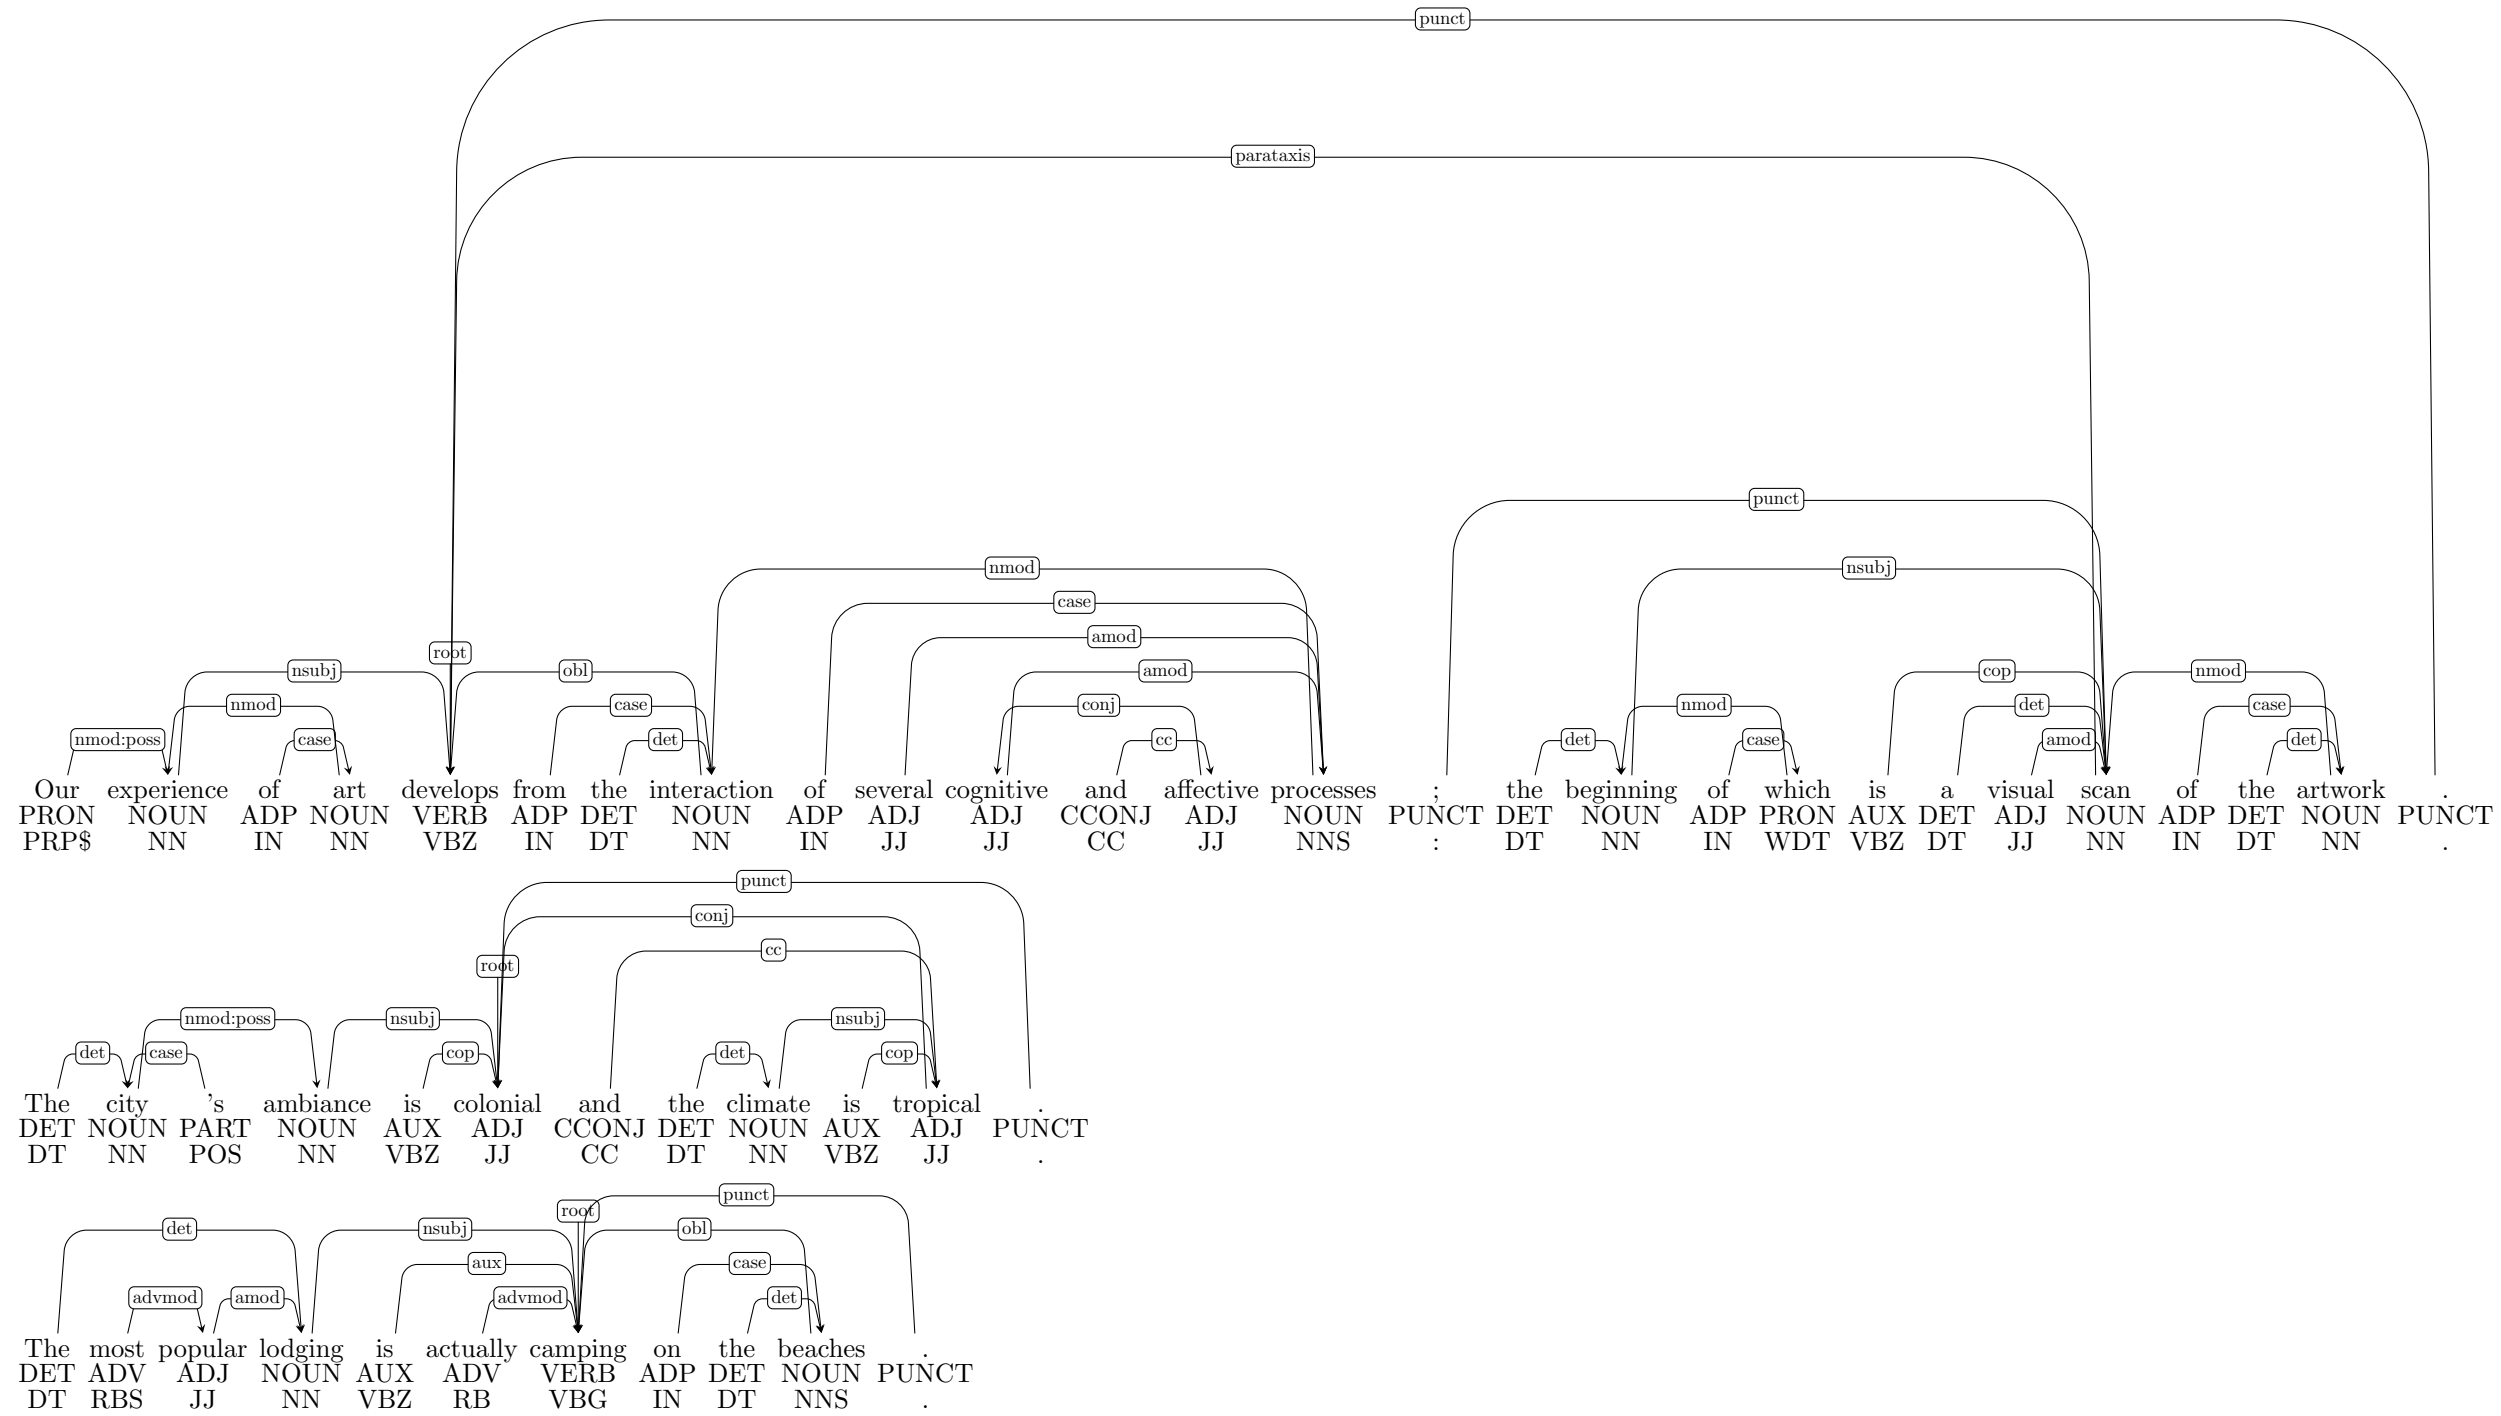 punct
parataxis
punct
nmod nsubj
case
root amod
nsubj obl amod cop nmod
nmod case conj nmod det case
nmod:poss case det cc det case amod det
Our experience of art develops from the interaction of several cognitive and affective processes ; the beginning of which is a visual scan of the artwork .
PRON NOUN ADP NOUN VERB ADP DET NOUN ADP ADJ ADJ CCONJ ADJ NOUN PUNCT DET NOUN ADP PRON AUX DET ADJ NOUN ADP DET NOUN PUNCT
PRP$ NN IN NN VBZ IN DT NN IN JJ JJ CC JJ NNS : DT NN IN WDT VBZ DT JJ NN IN DT NN .
punct
conj
cc
root
nmod:poss nsubj nsubj
det case cop det cop
The city 's ambiance is colonial and the climate is tropical .
DET NOUN PART NOUN AUX ADJ CCONJ DET NOUN AUX ADJ PUNCT
DT NN POS NN VBZ JJ CC DT NN VBZ JJ .
punct
root
det nsubj obl
aux case
advmod amod advmod det
The most popular lodging is actually camping on the beaches .
DET ADV ADJ NOUN AUX ADV VERB ADP DET NOUN PUNCT
DT RBS JJ NN VBZ RB VBG IN DT NNS .